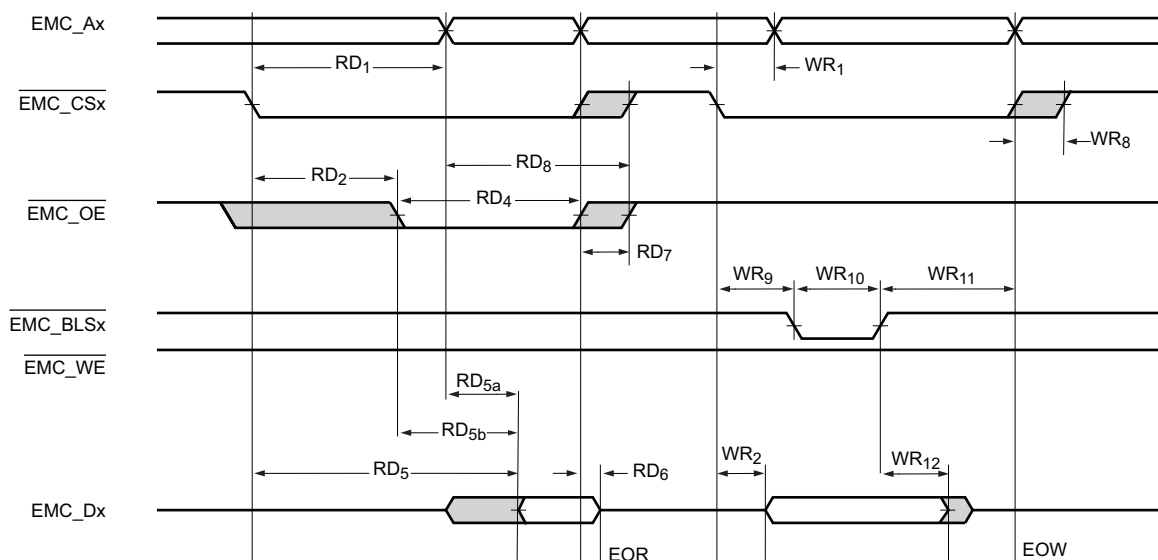 EMC_Ax
RD1
WR1
EMC_CSx
WR8
RD8
RD2
RD4
EMC_OE
RD7
WR9
WR10
WR11
EMC_BLSx
EMC_WE
RD5a
RD5b
RD5
RD6
WR2
WR12
EMC_Dx
EOR
EOW